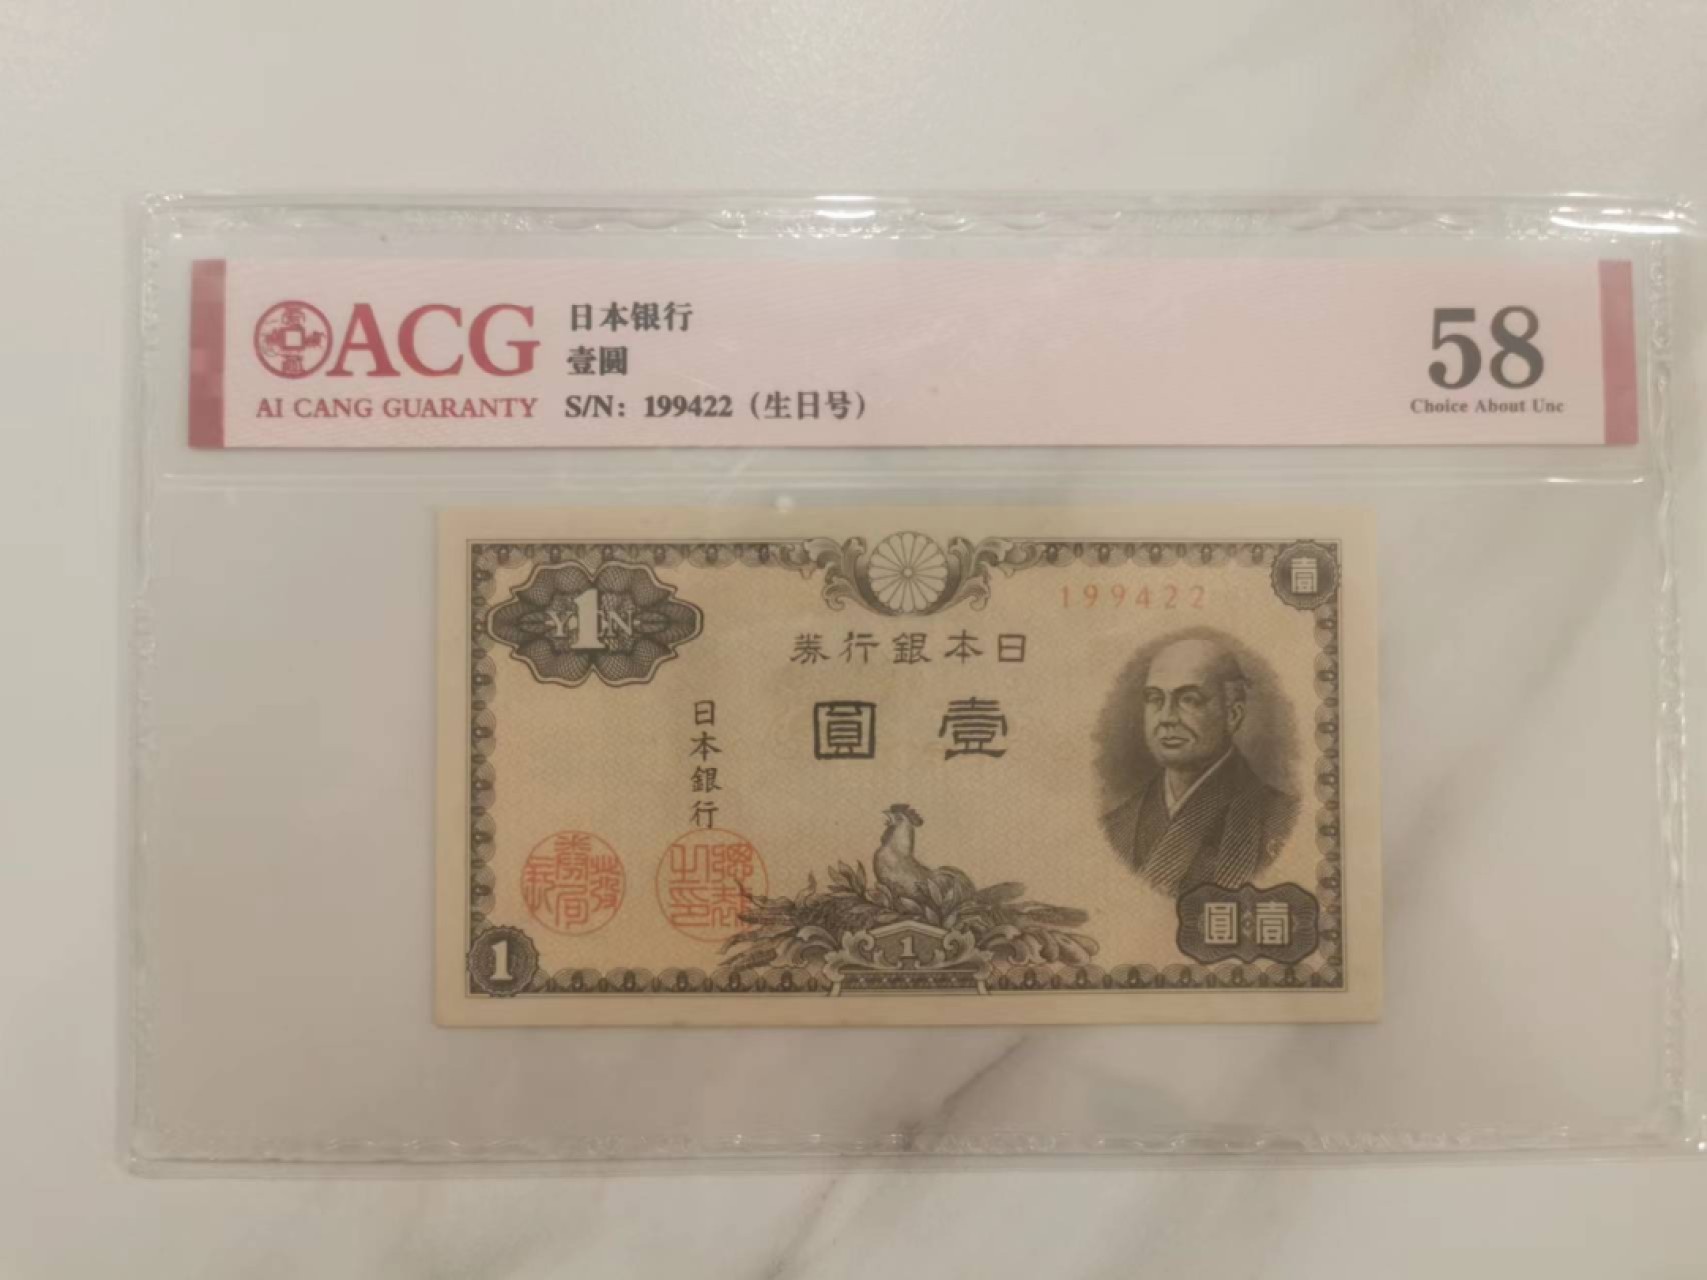 ACG
AI CANG GUARANTY
日本银行
壹圓
S/N: 199422（生日号）
58
Choice About Unc
YEN
1
199422
壹
券行銀本日
圓壹
日本銀行
1
1
圓壹